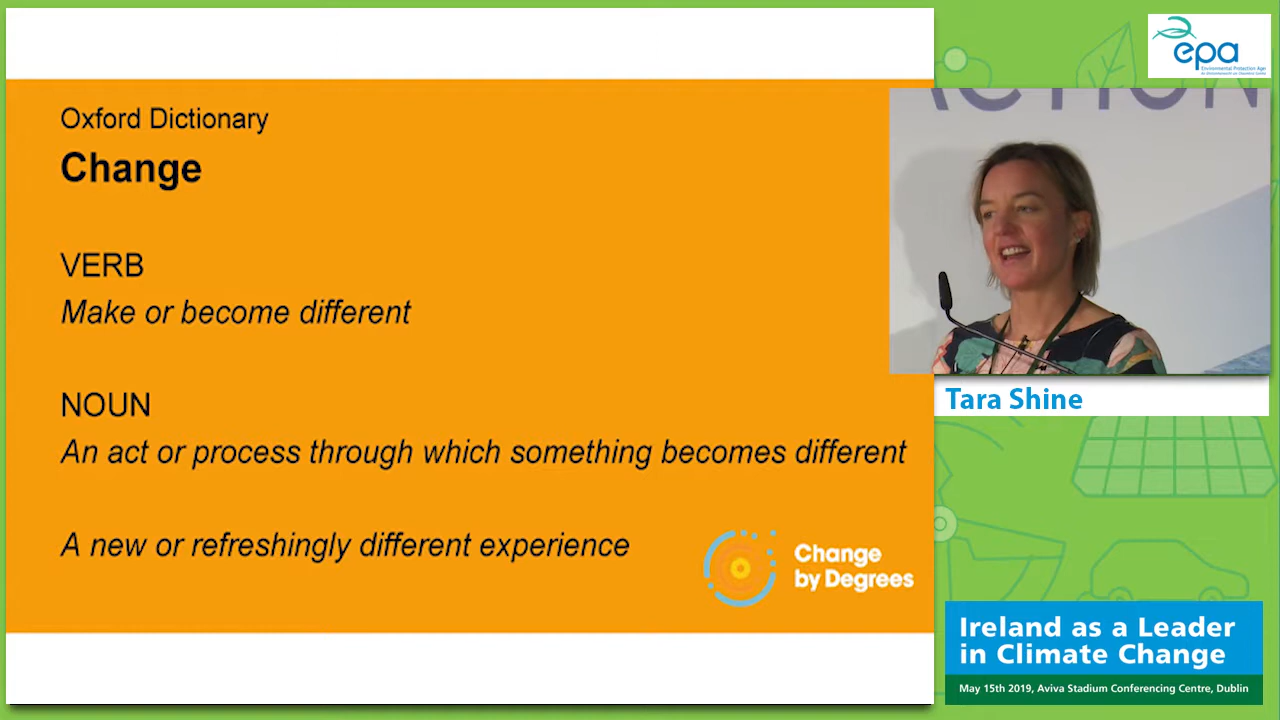 Oxford Dictionary
Change
VERB
Make or become different
NOUN
An act or process through which something becomes different
A new or refreshingly different experience
Change
by Degrees
epa
Environmental Protection Agency
ACTION
Tara Shine
Ireland as a Leader
in Climate Change
May 15th 2019, Aviva Stadium Conferencing Centre, Dublin